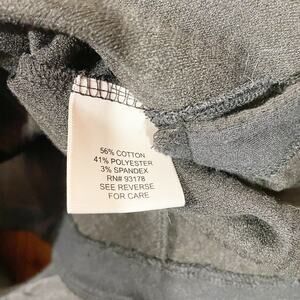 56% COTTON
41% POLYESTER
3% SPANDEX
RN# 93178
SEE REVERSE
FOR CARE